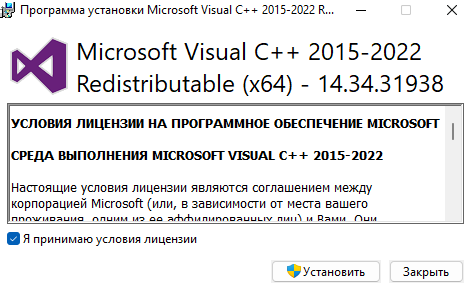 Программа установки Microsoft Visual C++ 2015-2022 R...
Microsoft Visual C++ 2015-2022
Redistributable (x64) - 14.34.31938
УСЛОВИЯ ЛИЦЕНЗИИ НА ПРОГРАММНОЕ ОБЕСПЕЧЕНИЕ MICROSOFT
СРЕДА ВЫПОЛНЕНИЯ MICROSOFT VISUAL C++ 2015-2022
Настоящие условия лицензии являются соглашением между
корпорацией Microsoft (или, в зависимости от места вашего
проживания, одним из ее аффилированных лиц) и Вами. Они
Я принимаю условия лицензии
Установить
Закрыть